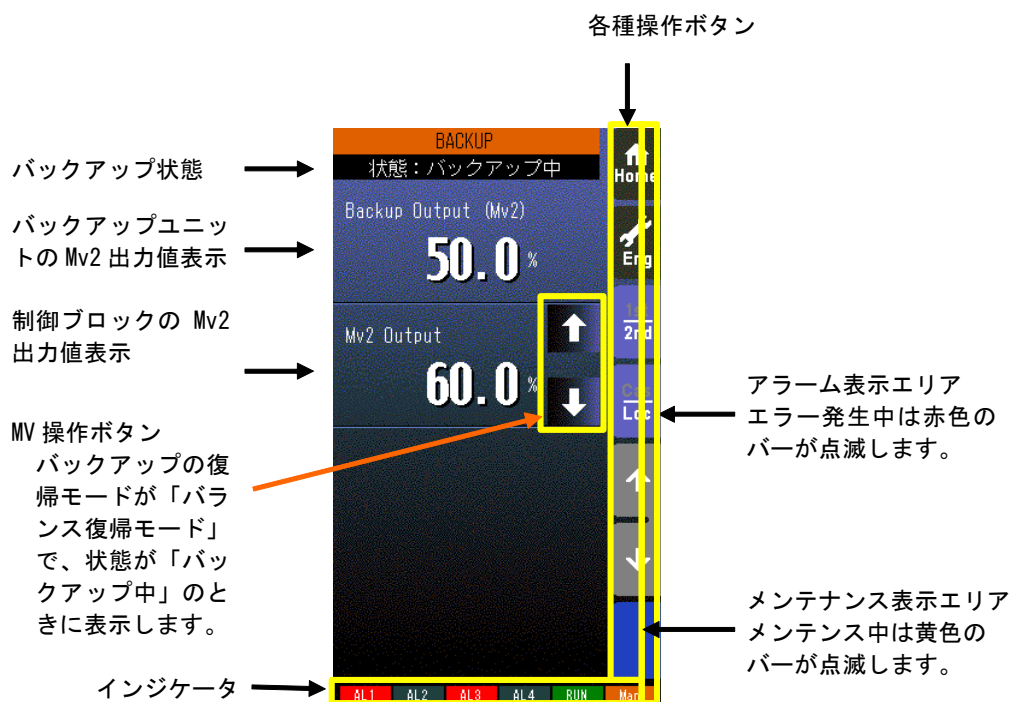 各種操作ボタン
バックアップ状態
バックアップユニッ
トの Mv2 出力値表示
制御ブロックの Mv2
出力値表示
MV 操作ボタン
バックアップの復
帰モードが「バラ
ンス復帰モード」
で、状態が「バッ
クアップ中」のと
きに表示します。
インジケータ
BACKUP
状態：バックアップ中
Backup Output (Mv2)
50.0 %
Mv2 Output
60.0 %
Home
Eng
1st
2nd
Loc
AL1 AL2 AL3 AL4 RUN
アラーム表示エリア
エラー発生中は赤色の
バーが点滅します。
メンテナンス表示エリア
メンテンス中は黄色の
バーが点滅します。